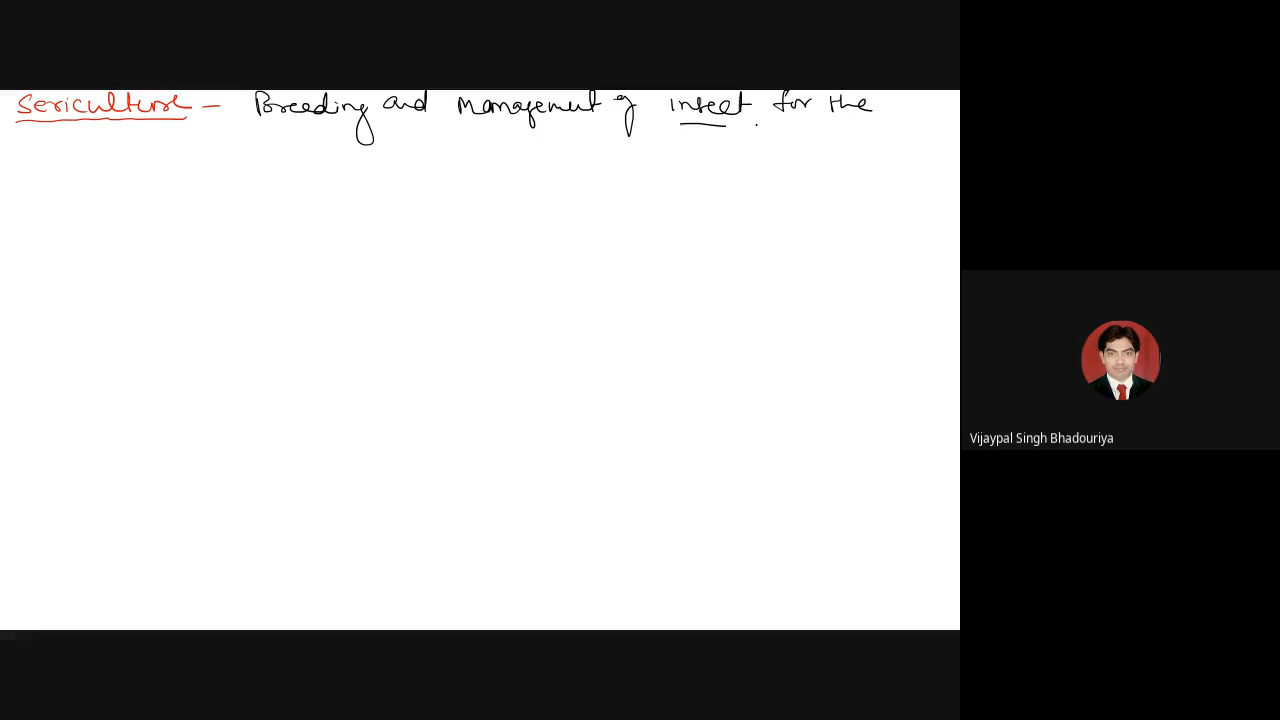 Sericulture - Breeding and Management of insect for the
Vijaypal Singh Bhadouriya